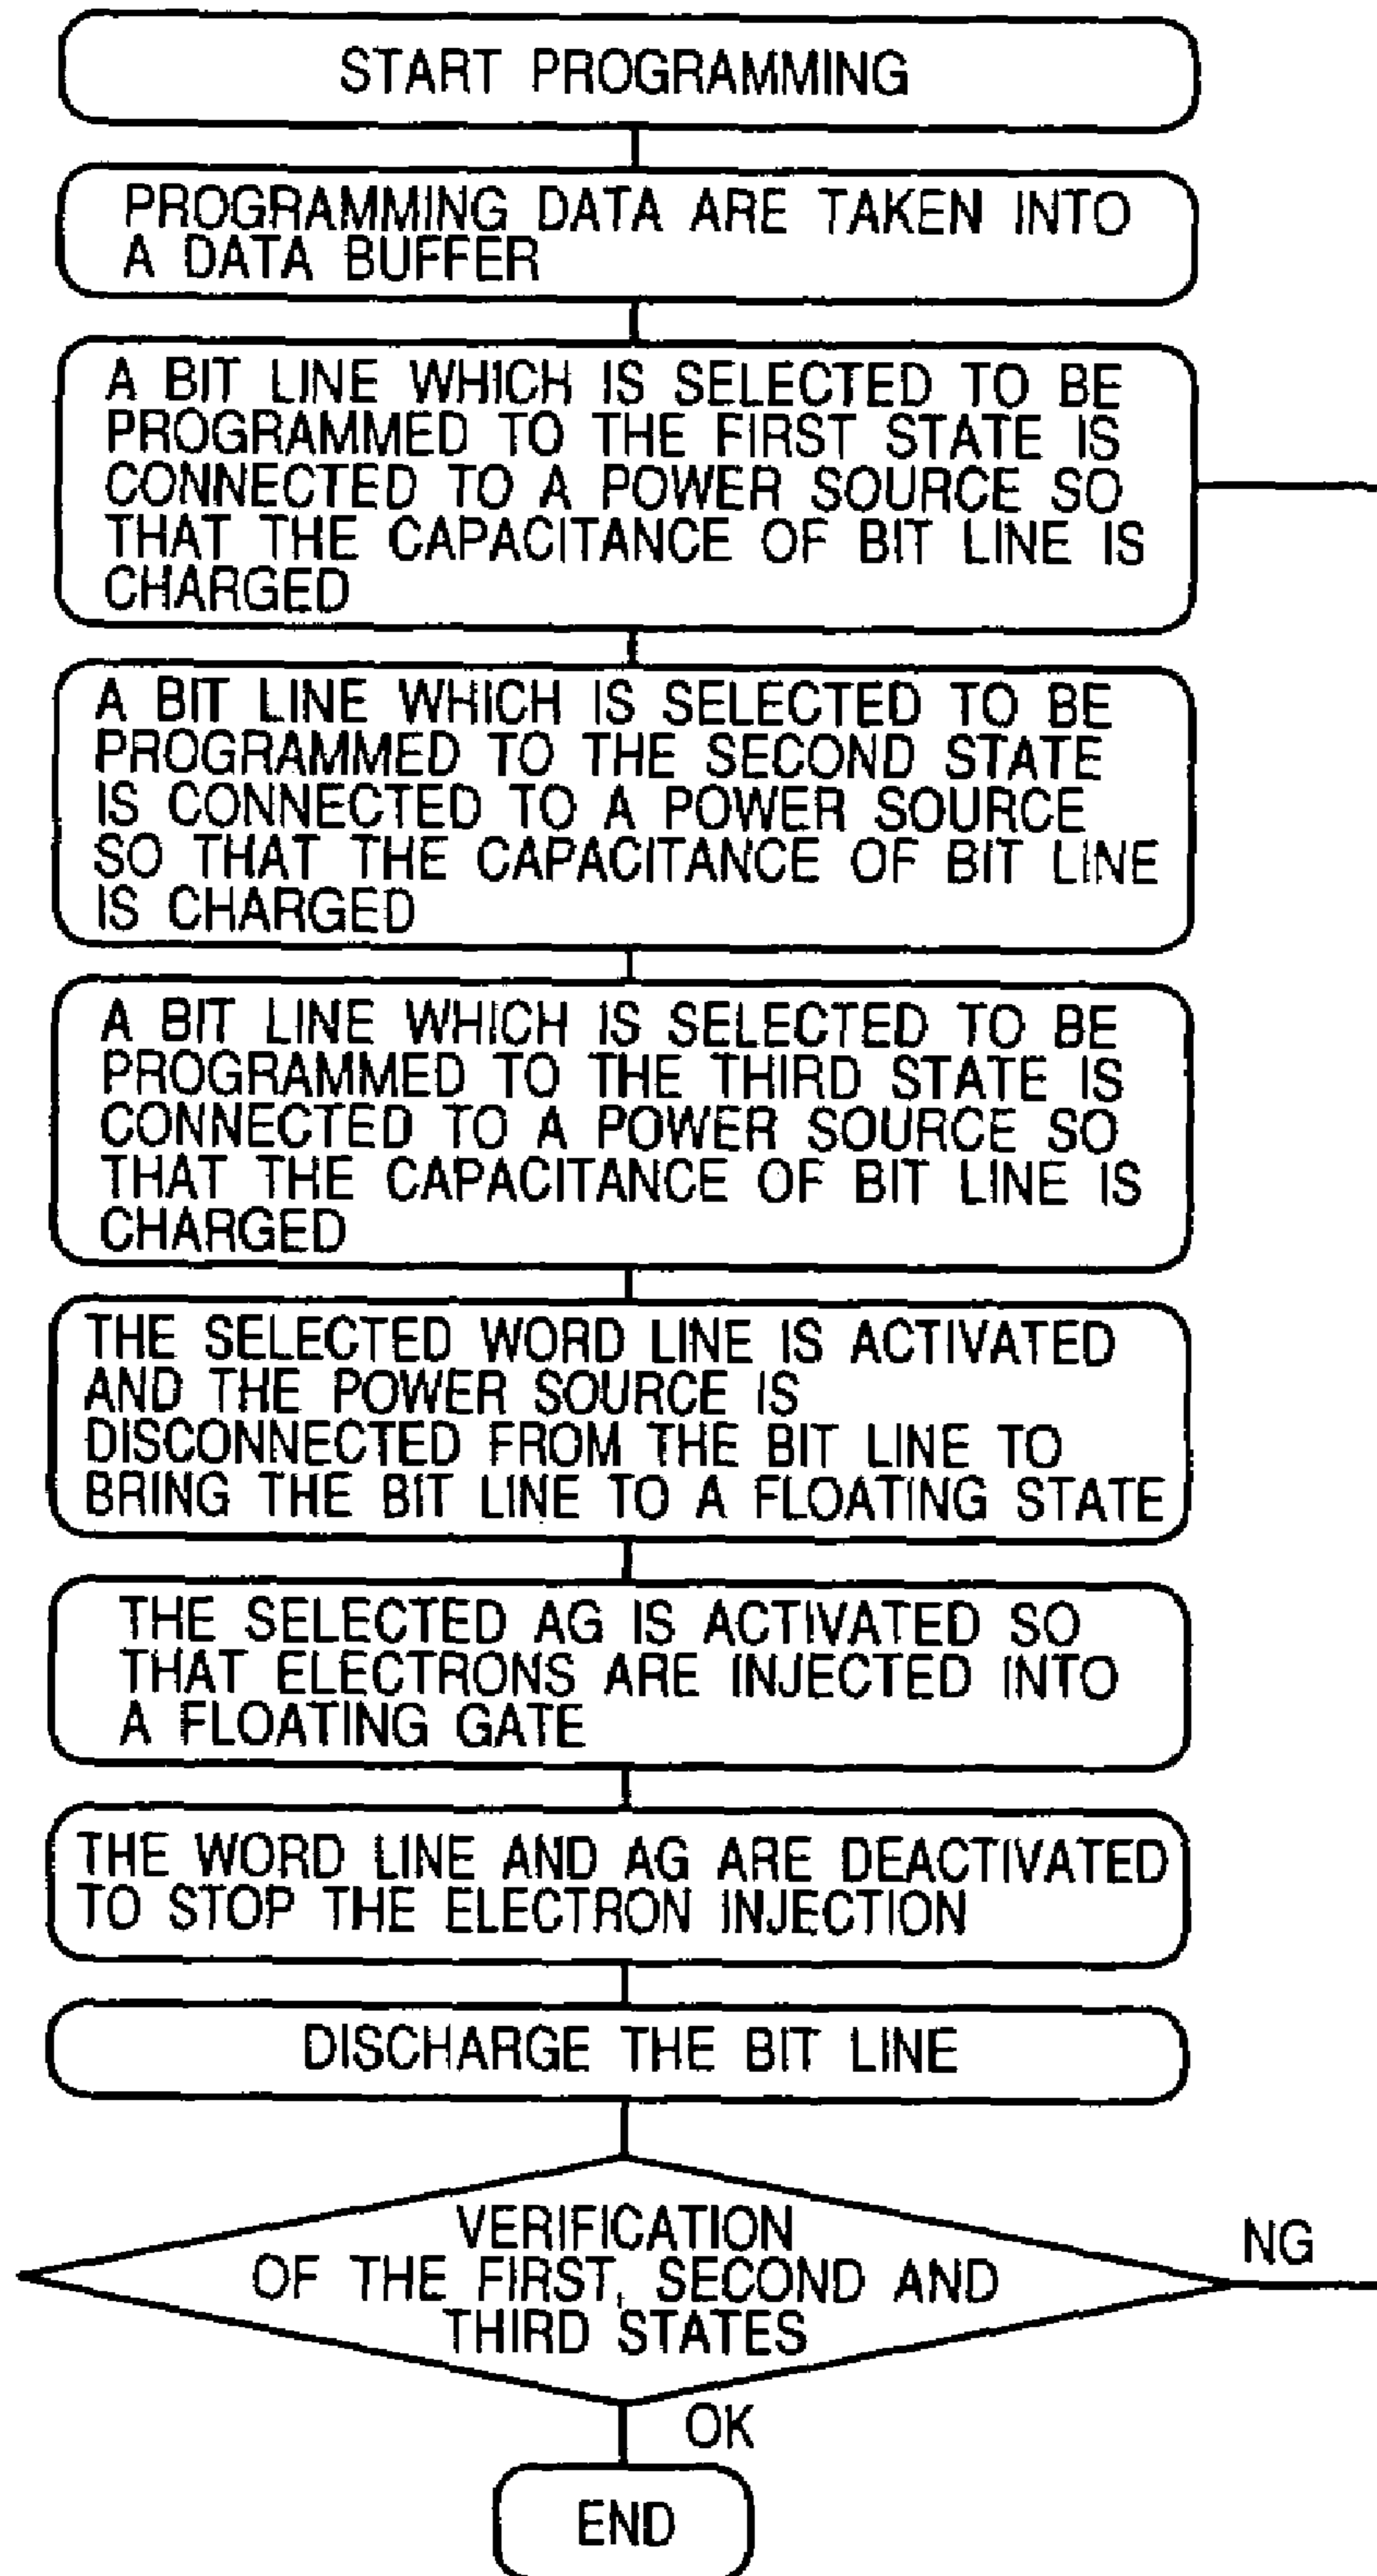 START PROGRAMMING
PROGRAMMING DATA ARE TAKEN INTO
A DATA BUFFER
A BIT LINE WHICH IS SELECTED TO BE
PROGRAMMED TO THE FIRST STATE IS
CONNECTED TO A POWER SOURCE SO
THAT THE CAPACITANCE OF BIT LINE IS
CHARGED
A BIT LINE WHICH IS SELECTED TO BE
PROGRAMMED TO THE SECOND STATE
IS CONNECTED TO A POWER SOURCE
SO THAT THE CAPACITANCE OF BIT LINE
IS CHARGED
A BIT LINE WHICH IS SELECTED TO BE
PROGRAMMED TO THE THIRD STATE IS
CONNECTED TO A POWER SOURCE SO
THAT THE CAPACITANCE OF BIT LINE IS
CHARGED
THE SELECTED WORD LINE IS ACTIVATED
AND THE POWER SOURCE IS
DISCONNECTED FROM THE BIT LINE TO
BRING THE BIT LINE TO A FLOATING STATE
THE SELECTED AG IS ACTIVATED SO
THAT ELECTRONS ARE INJECTED INTO
A FLOATING GATE
THE WORD LINE AND AG ARE DEACTIVATED
TO STOP THE ELECTRON INJECTION
DISCHARGE THE BIT LINE
VERIFICATION
OF THE FIRST, SECOND AND
THIRD STATES
NG
OK
END